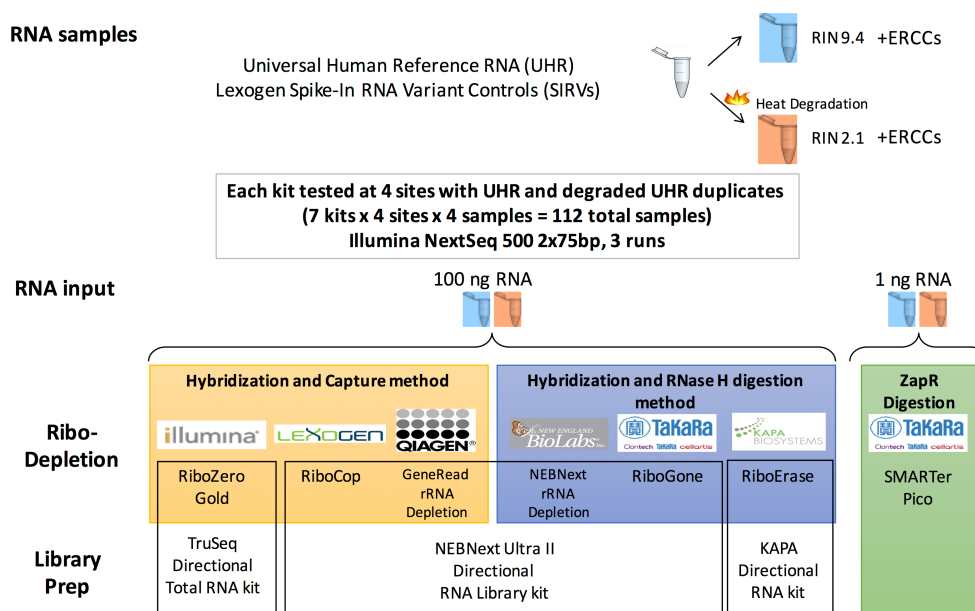 RNA samples
Universal Human Reference RNA (UHR)
Lexogen Spike-In RNA Variant Controls (SIRVs)
RIN 9.4 +ERCCs
Heat Degradation
RIN 2.1 +ERCCs
Each kit tested at 4 sites with UHR and degraded UHR duplicates
(7 kits x 4 sites x 4 samples = 112 total samples)
Illumina NextSeq 500 2x75bp, 3 runs
RNA input
100 ng RNA
1 ng RNA
Hybridization and Capture method
Hybridization and RNase H digestion
method
ZapR
Digestion
Ribo-
Depletion
illumina®
LEXOGEN
QIAGEN®
NEW ENGLAND
BioLabs Inc.
TaKaRa
Clontech TaKaRa cellartis
KAPA
BIOSYSTEMS
TaKaRa
Clontech TaKaRa cellartis
RiboZero
Gold
RiboCop
GeneRead
rRNA
Depletion
NEBNext
rRNA
Depletion
RiboGone
RiboErase
SMARTer
Pico
Library
Prep
TruSeq
Directional
Total RNA kit
NEBNext Ultra II
Directional
RNA Library kit
KAPA
Directional
RNA kit